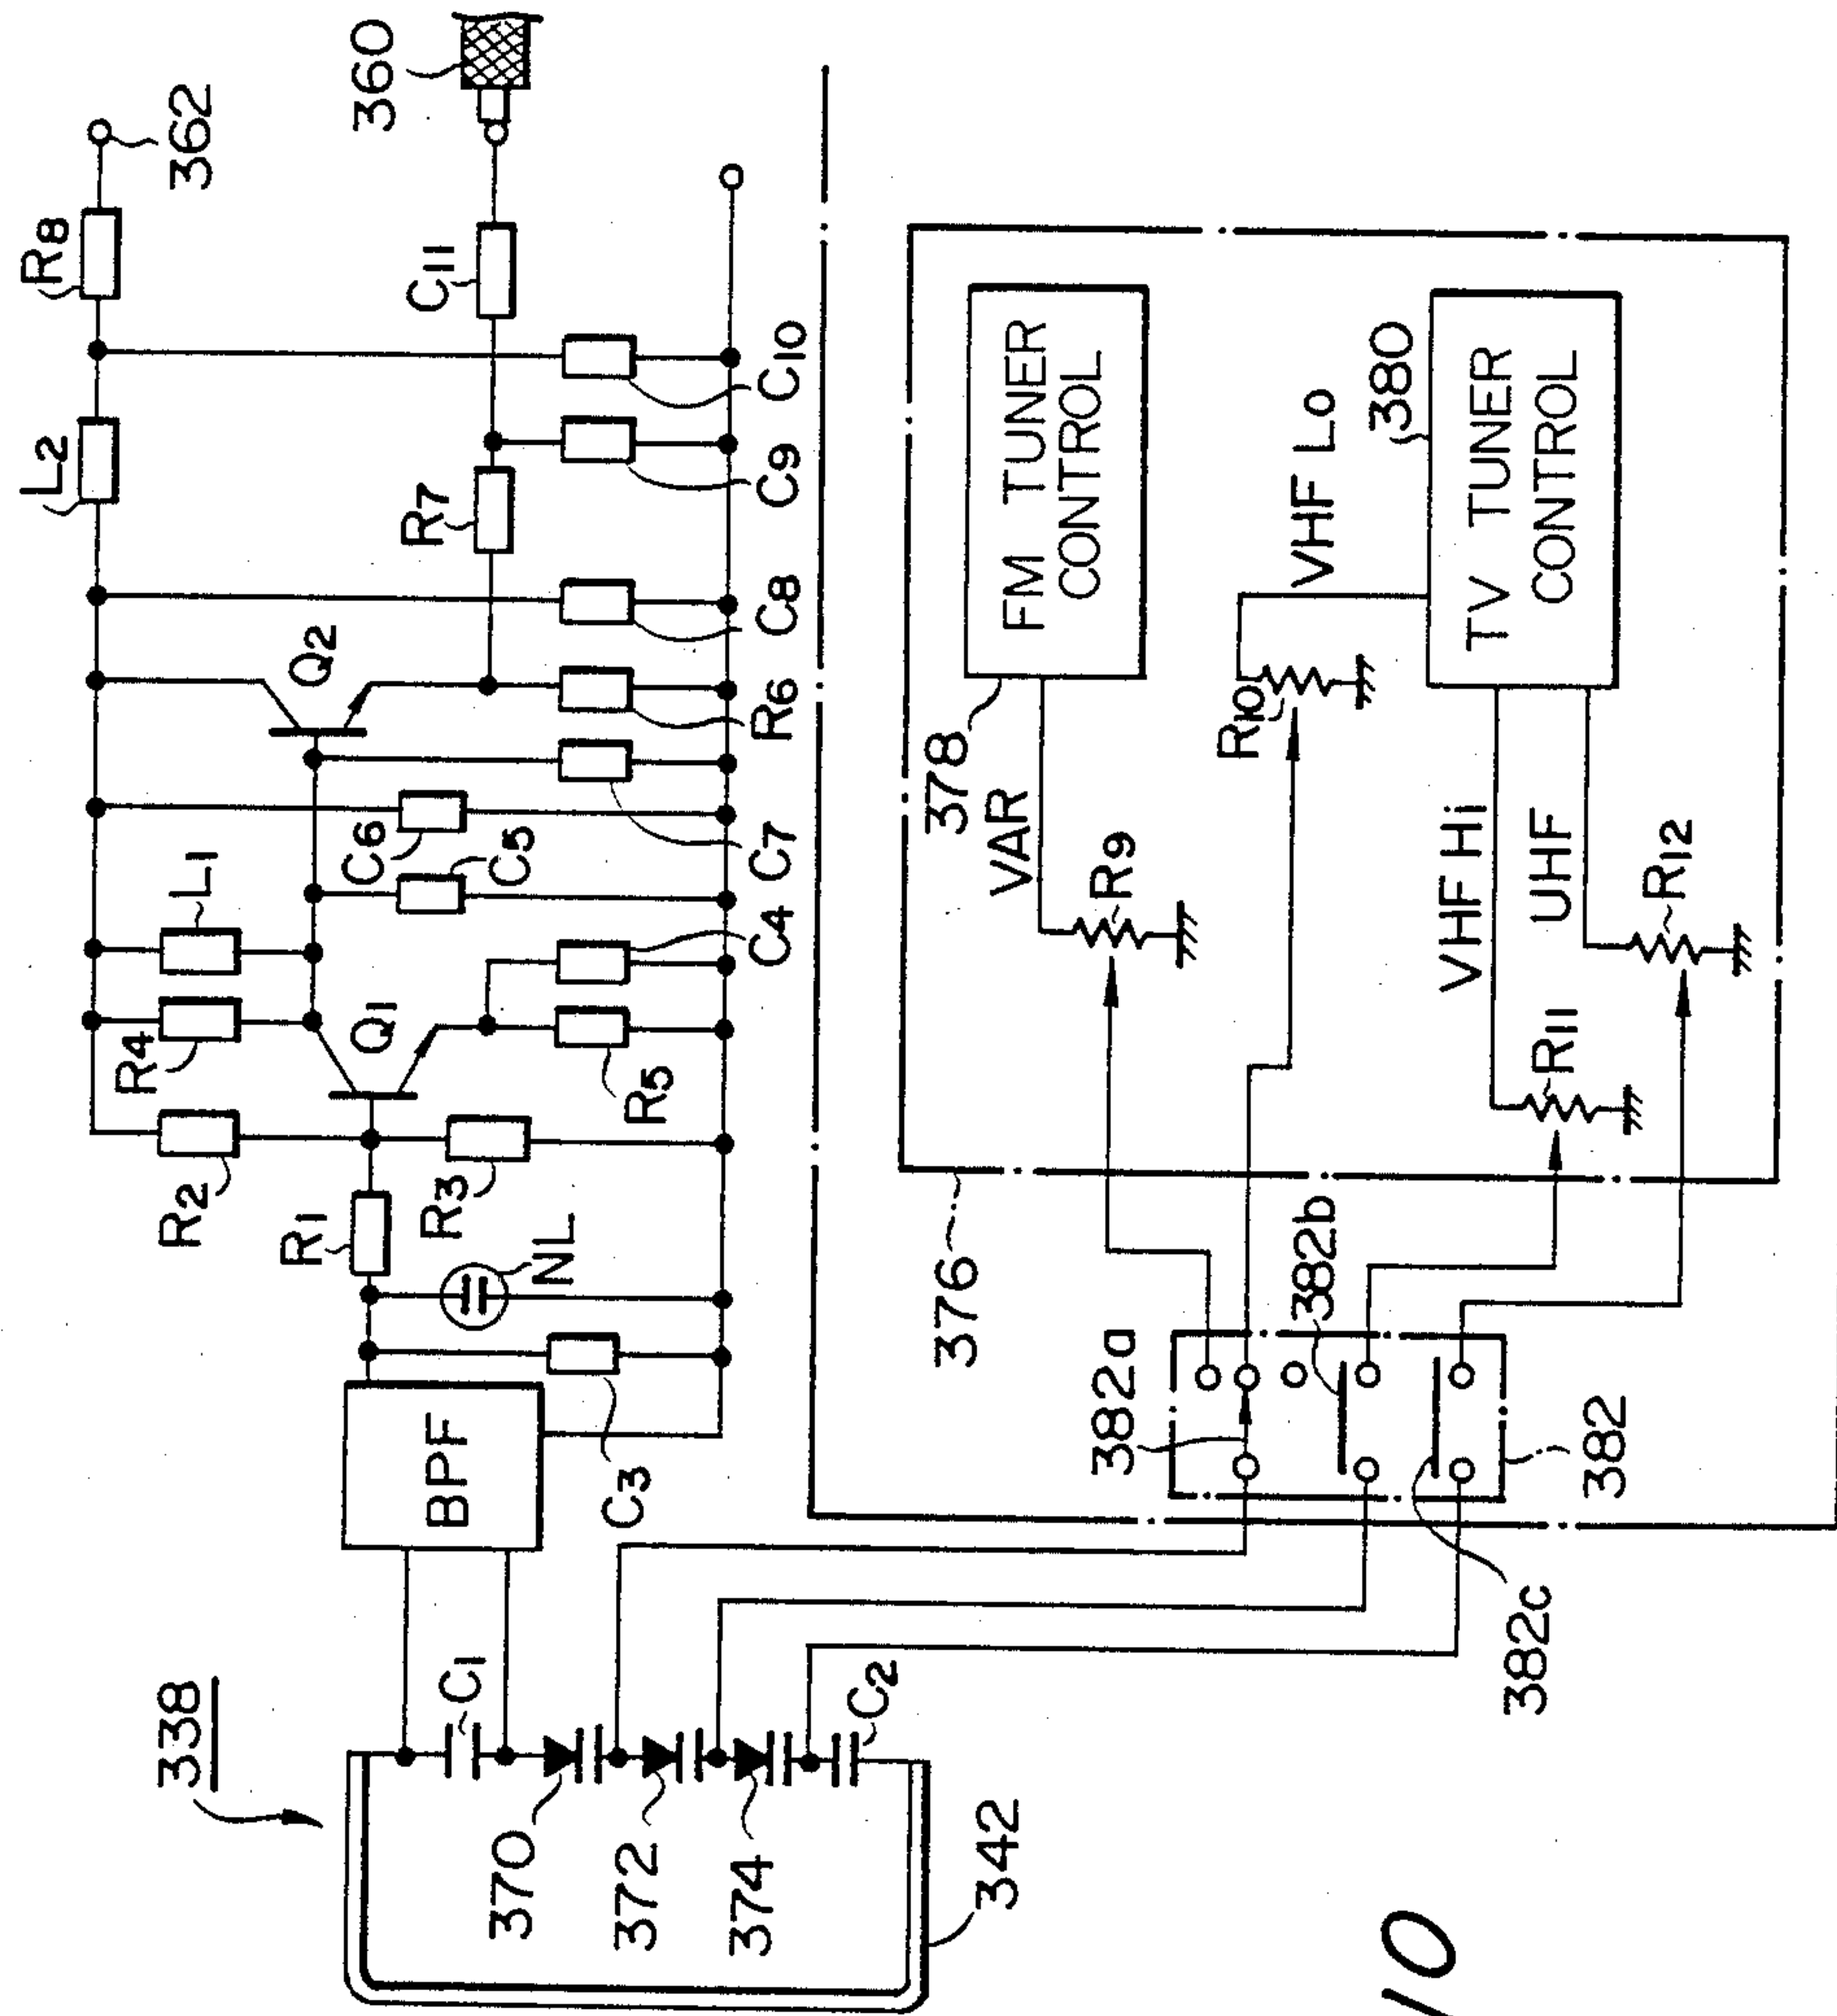 338
342
370
372
374
C1
C2
BPF
C3
NL
R1
R2
R3
R4
Q1
R5
L1
C4
C5
C6
C7
Q2
R6
C8
R7
L2
C9
C10
R8
C11
362
360
376
378
FM TUNER
CONTROL
VAR
R9
VHF Lo
R10
380
TV TUNER
CONTROL
VHF Hi
R11
UHF
R12
382a
382b
382c
382
10